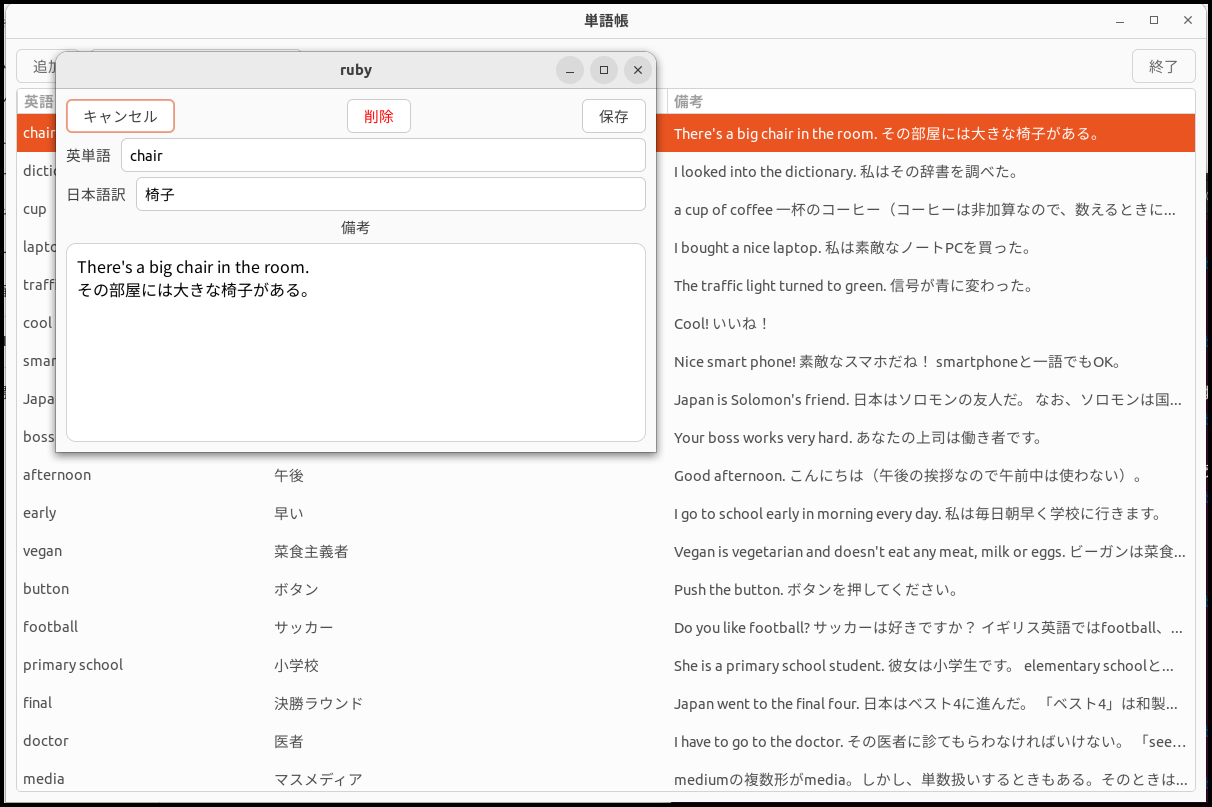 単語帳
追加
終了
ruby
キャンセル
削除
保存
英単語
chair
日本語訳
椅子
備考
There's a big chair in the room.
その部屋には大きな椅子がある。
英語
備考
chair
There's a big chair in the room. その部屋には大きな椅子がある。
I looked into the dictionary. 私はその辞書を調べた。
cup
a cup of coffee 一杯のコーヒー（コーヒーは非加算なので、数えるときに...
I bought a nice laptop. 私は素敵なノートPCを買った。
The traffic light turned to green. 信号が青に変わった。
cool
Cool! いいね！
Nice smart phone! 素敵なスマホだね！ smartphoneと一語でもOK。
Japan is Solomon's friend. 日本はソロモンの友人だ。 なお、ソロモンは国...
boss
Your boss works very hard. あなたの上司は働き者です。
afternoon 午後 Good afternoon. こんにちは（午後の挨拶なので午前中は使わない）。
early 早い I go to school early in morning every day. 私は毎日朝早く学校に行きます。
vegan 菜食主義者 Vegan is vegetarian and doesn't eat any meat, milk or eggs. ビーガンは菜食...
button ボタン Push the button. ボタンを押してください。
football サッカー Do you like football? サッカーは好きですか？ イギリス英語ではfootball、...
primary school 小学校 She is a primary school student. 彼女は小学生です。 elementary schoolと...
final 決勝ラウンド Japan went to the final four. 日本はベスト4に進んだ。 「ベスト4」は和製...
doctor 医者 I have to go to the doctor. その医者に診てもらわなければいけない。 「see...
media マスメディア mediumの複数形がmedia。しかし、単数扱いするときもある。そのときは...